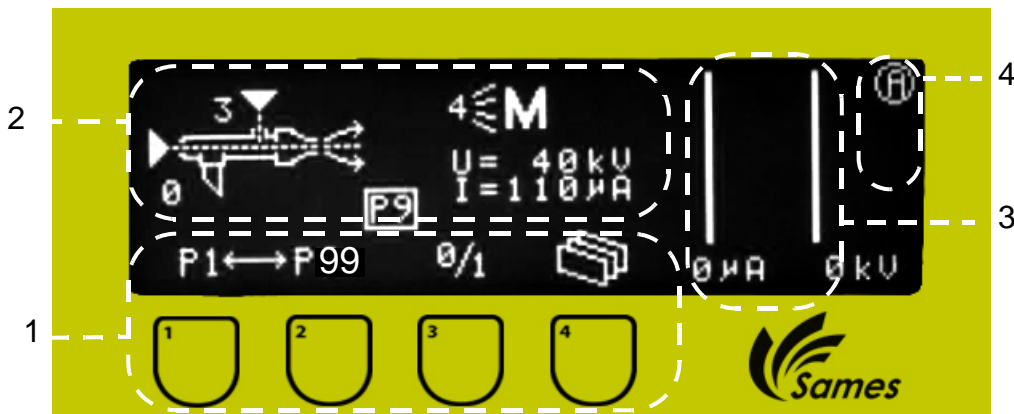 2
4
3
4 M
U= 40kV
I=110µA
0
P9
3
P1 P99 0/1 0µA 0kV
1
1 2 3 4
Sames
A